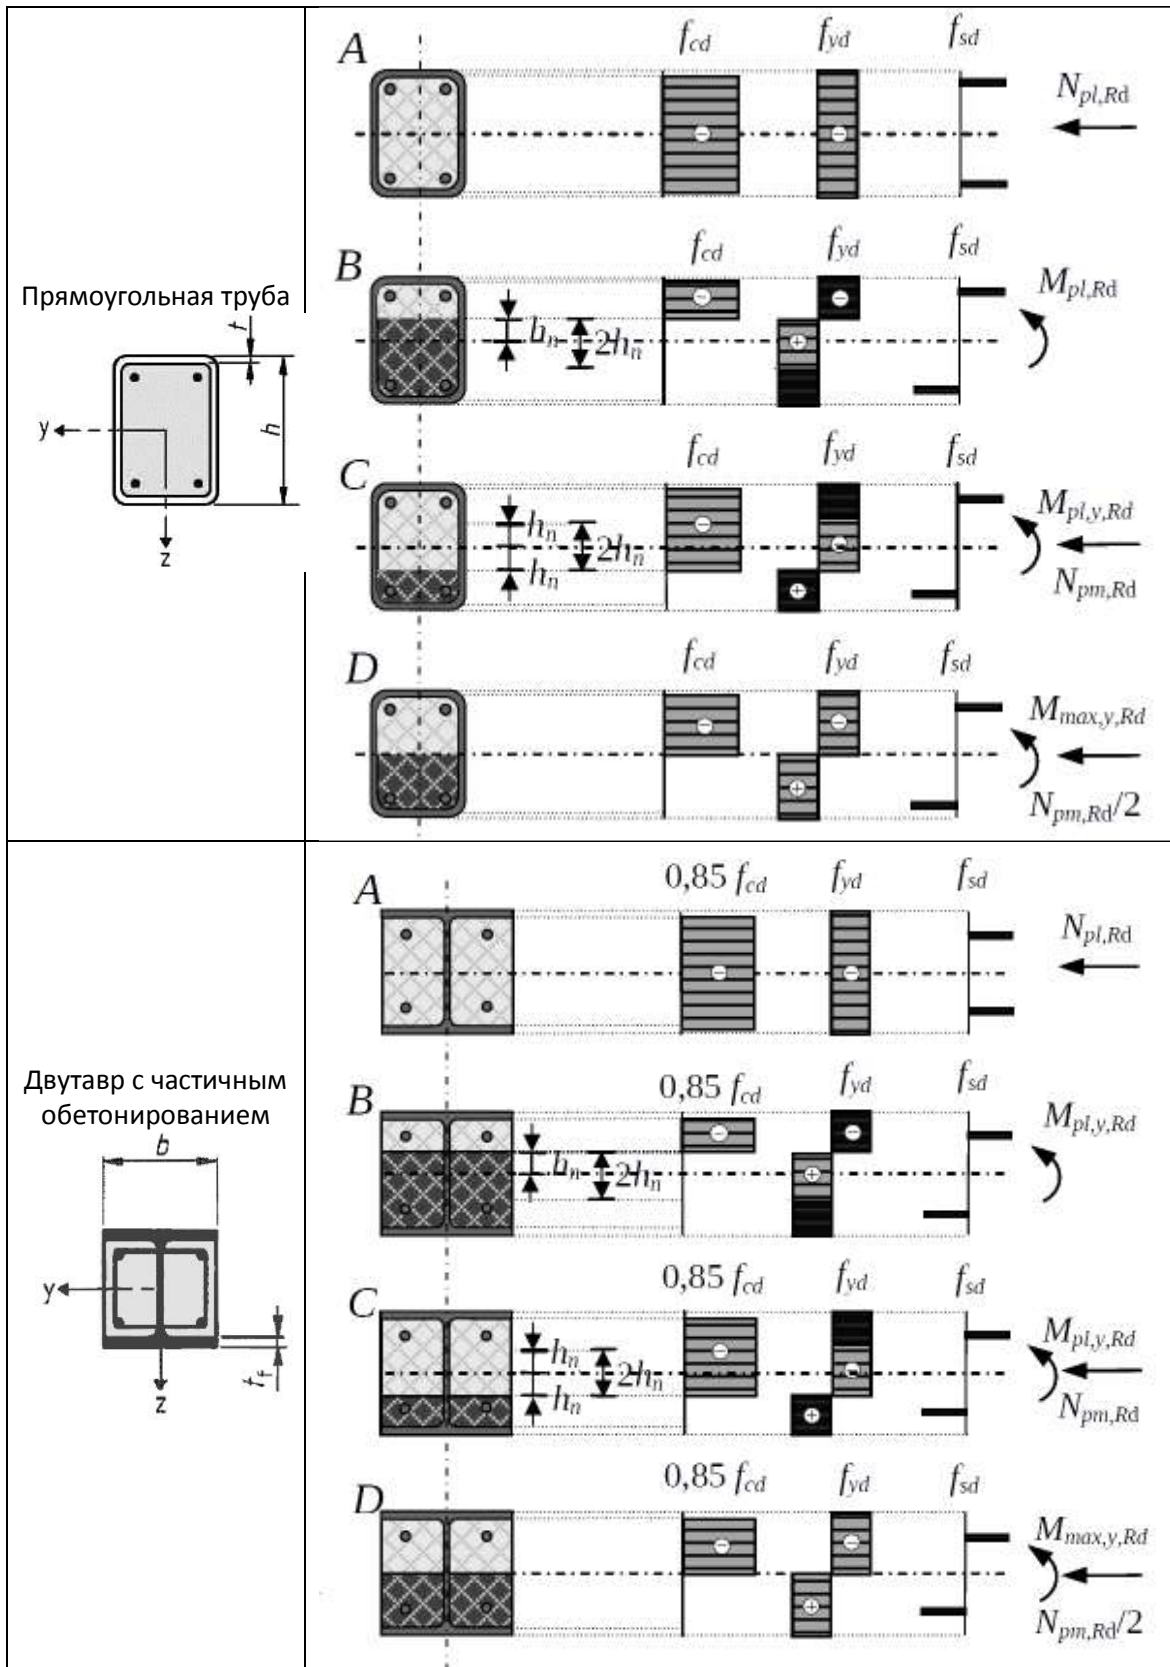 Прямоугольная труба
t
h
y
z
A
f_cd
f_yd
f_sd
N_pl,Rd
B
f_cd
f_yd
f_sd
h_n
2h_n
M_pl,Rd
C
f_cd
f_yd
f_sd
h_n
2h_n
h_n
M_pl,y,Rd
N_pm,Rd
D
f_cd
f_yd
f_sd
M_max,y,Rd
N_pm,Rd/2
Двутавр с частичным
обетонированием
b
y
z
t_f
A
0,85 f_cd
f_yd
f_sd
N_pl,Rd
B
0,85 f_cd
f_yd
f_sd
h_n
2h_n
M_pl,y,Rd
C
0,85 f_cd
f_yd
f_sd
h_n
2h_n
h_n
M_pl,y,Rd
N_pm,Rd
D
0,85 f_cd
f_yd
f_sd
M_max,y,Rd
N_pm,Rd/2